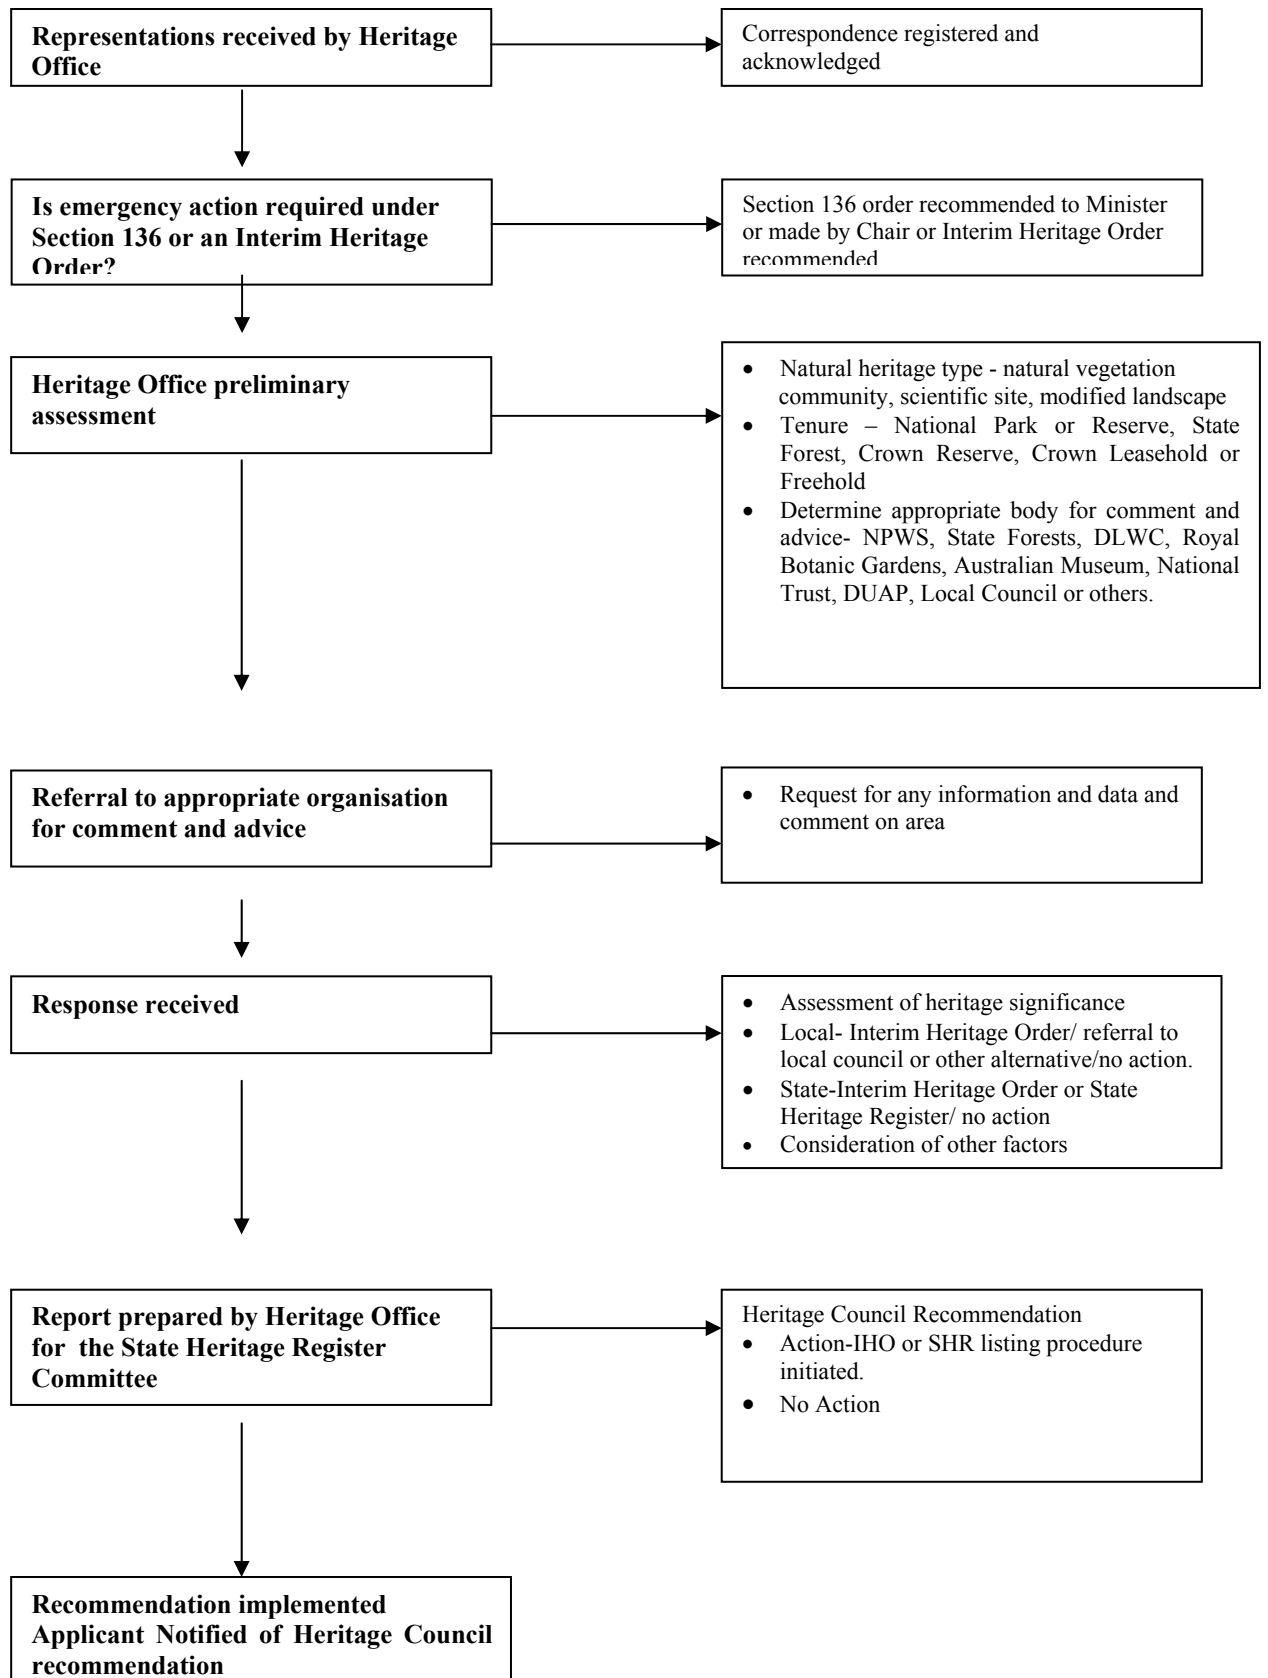 Representations received by Heritage
Office
Correspondence registered and
acknowledged
Is emergency action required under
Section 136 or an Interim Heritage
Order?
Section 136 order recommended to Minister
or made by Chair or Interim Heritage Order
recommended
Heritage Office preliminary
assessment
• Natural heritage type - natural vegetation
community, scientific site, modified landscape
• Tenure – National Park or Reserve, State
Forest, Crown Reserve, Crown Leasehold or
Freehold
• Determine appropriate body for comment and
advice- NPWS, State Forests, DLWC, Royal
Botanic Gardens, Australian Museum, National
Trust, DUAP, Local Council or others.
Referral to appropriate organisation
for comment and advice
• Request for any information and data and
comment on area
Response received
• Assessment of heritage significance
• Local- Interim Heritage Order/ referral to
local council or other alternative/no action.
• State-Interim Heritage Order or State
Heritage Register/ no action
• Consideration of other factors
Report prepared by Heritage Office
for the State Heritage Register
Committee
Heritage Council Recommendation
• Action-IHO or SHR listing procedure
initiated.
• No Action
Recommendation implemented
Applicant Notified of Heritage Council
recommendation